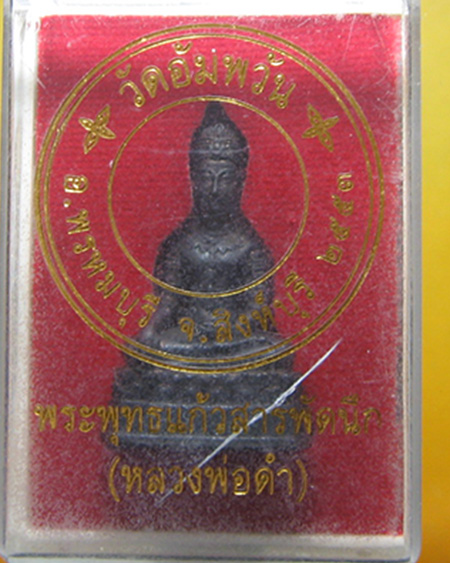 วัดอัมพวัน
อ.พรหมบุรี จ.สิงห์บุรี ๒๕๕๓
พระพุทธแก้วสารพัดนึก
(หลวงพ่อดำ)